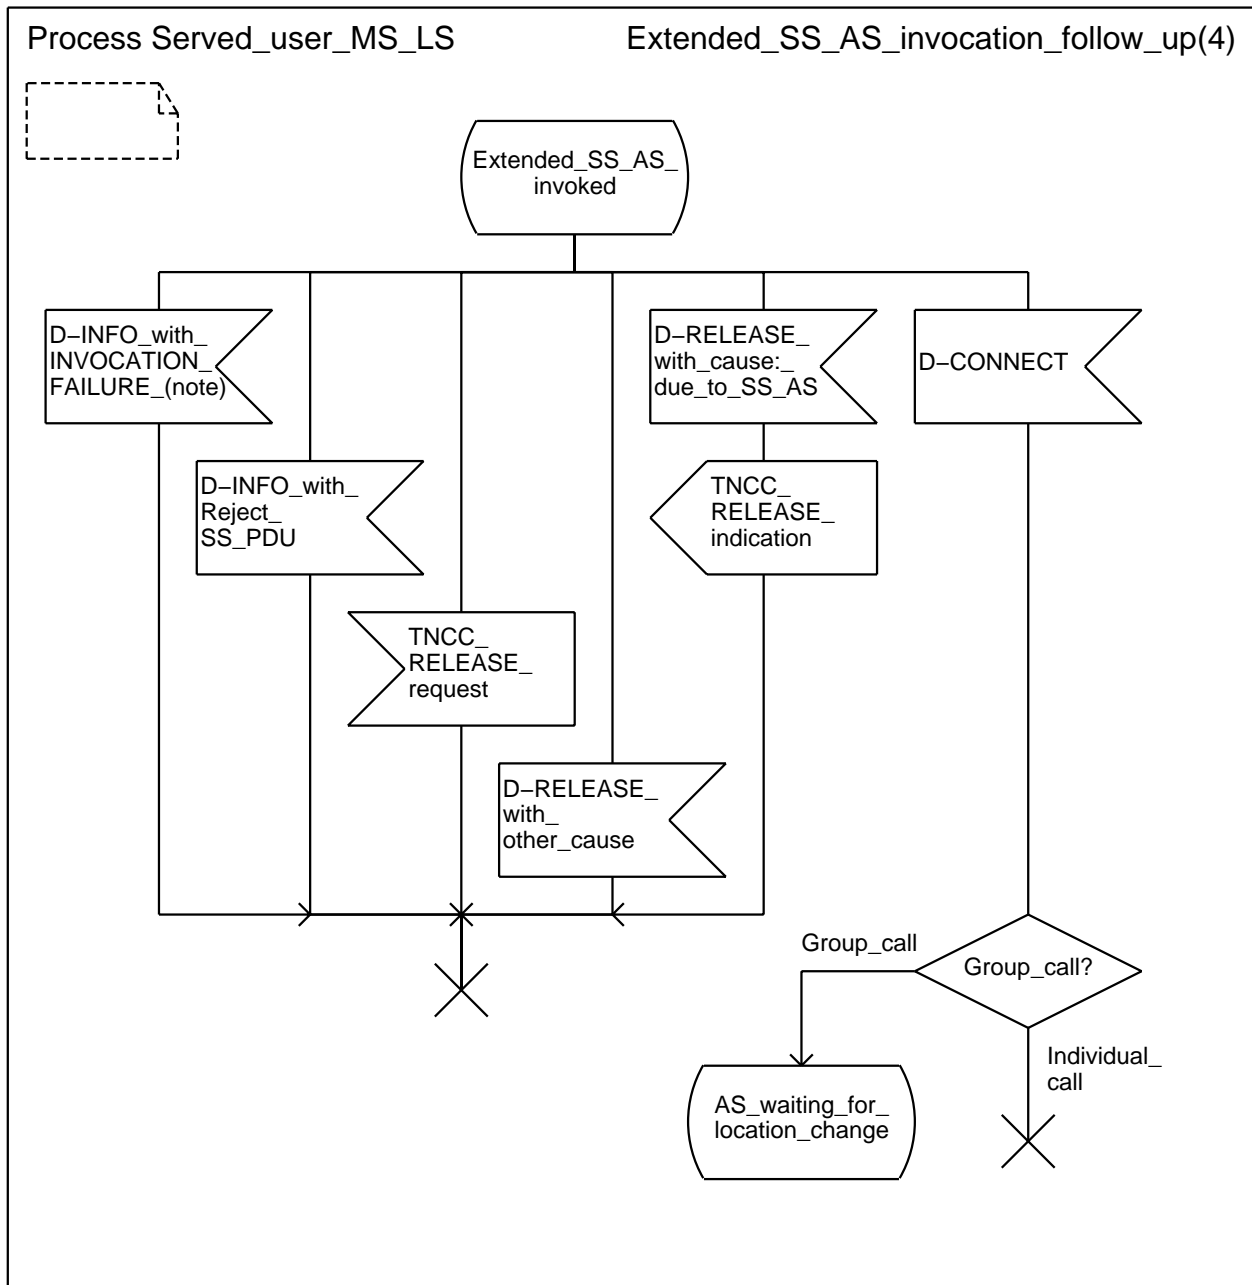 Process Served_user_MS_LS
Extended_SS_AS_invocation_follow_up(4)
Extended_SS_AS_
invoked
D−INFO_with_
INVOCATION_
FAILURE_(note)
D−RELEASE_
with_cause:_
due_to_SS_AS
D−CONNECT
D−INFO_with_
Reject_
SS_PDU
TNCC_
RELEASE_
indication
TNCC_
RELEASE_
request
D−RELEASE_
with_
other_cause
Group_call
Group_call?
Individual_
call
AS_waiting_for_
location_change